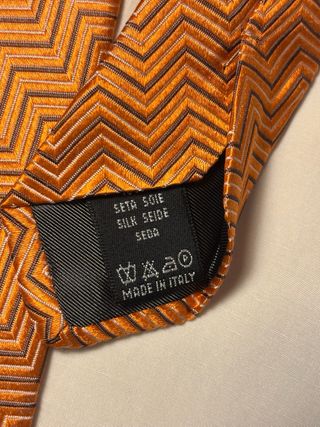 SETA SOIE
SILK SEIDE
SEDA
MADE IN ITALY